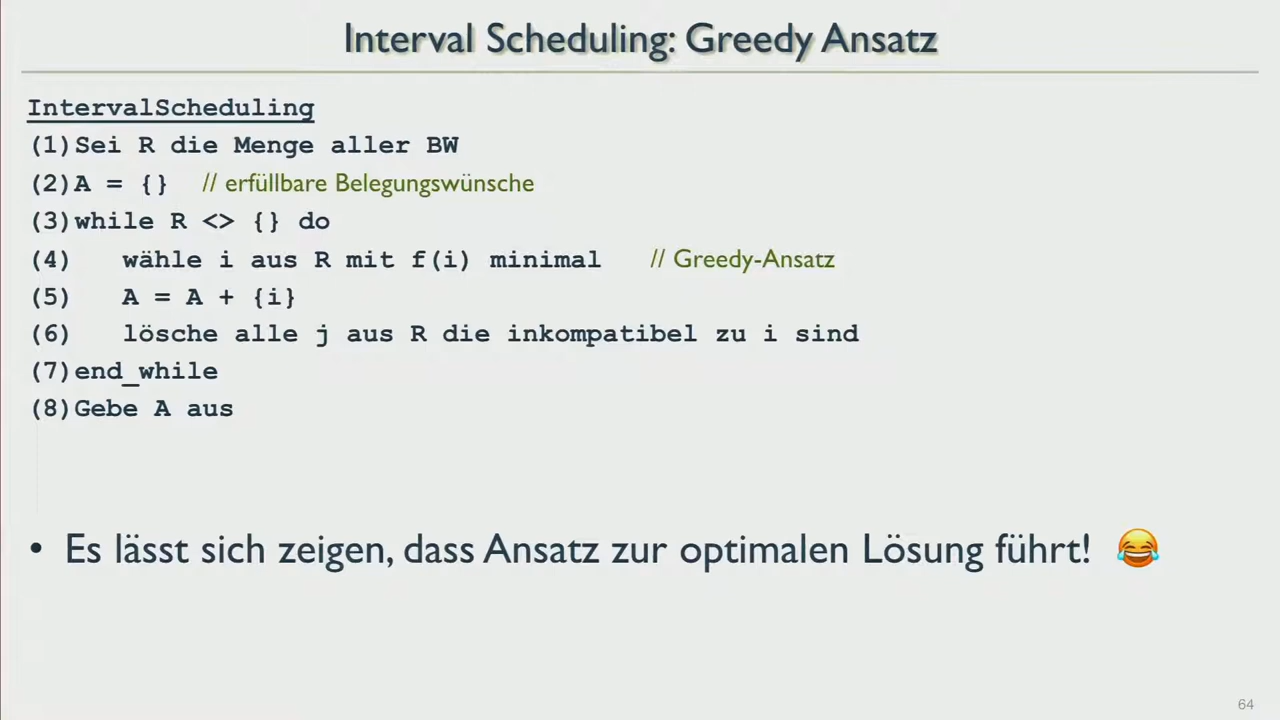 Interval Scheduling: Greedy Ansatz
IntervalScheduling
(1)Sei R die Menge aller BW
(2)A = {} // erfüllbare Belegungswünsche
(3)while R <> {} do
(4) wähle i aus R mit f(i) minimal // Greedy-Ansatz
(5) A = A + {i}
(6) lösche alle j aus R die inkompatibel zu i sind
(7)end_while
(8)Gebe A aus
• Es lässt sich zeigen, dass Ansatz zur optimalen Lösung führt! 😂
64